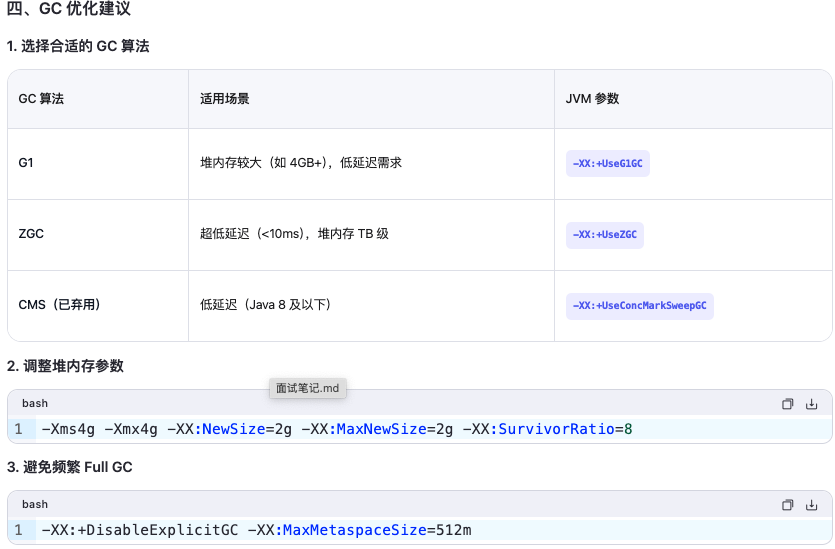 四、GC 优化建议
1. 选择合适的 GC 算法
GC 算法 适用场景 JVM 参数
G1 堆内存较大（如 4GB+），低延迟需求 -XX:+UseG1GC
ZGC 超低延迟（<10ms），堆内存 TB 级 -XX:+UseZGC
CMS（已弃用） 低延迟（Java 8 及以下） -XX:+UseConcMarkSweepGC
2. 调整堆内存参数
面试笔记.md
bash
1 -Xms4g -Xmx4g -XX:NewSize=2g -XX:MaxNewSize=2g -XX:SurvivorRatio=8
3. 避免频繁 Full GC
bash
1 -XX:+DisableExplicitGC -XX:MaxMetaspaceSize=512m